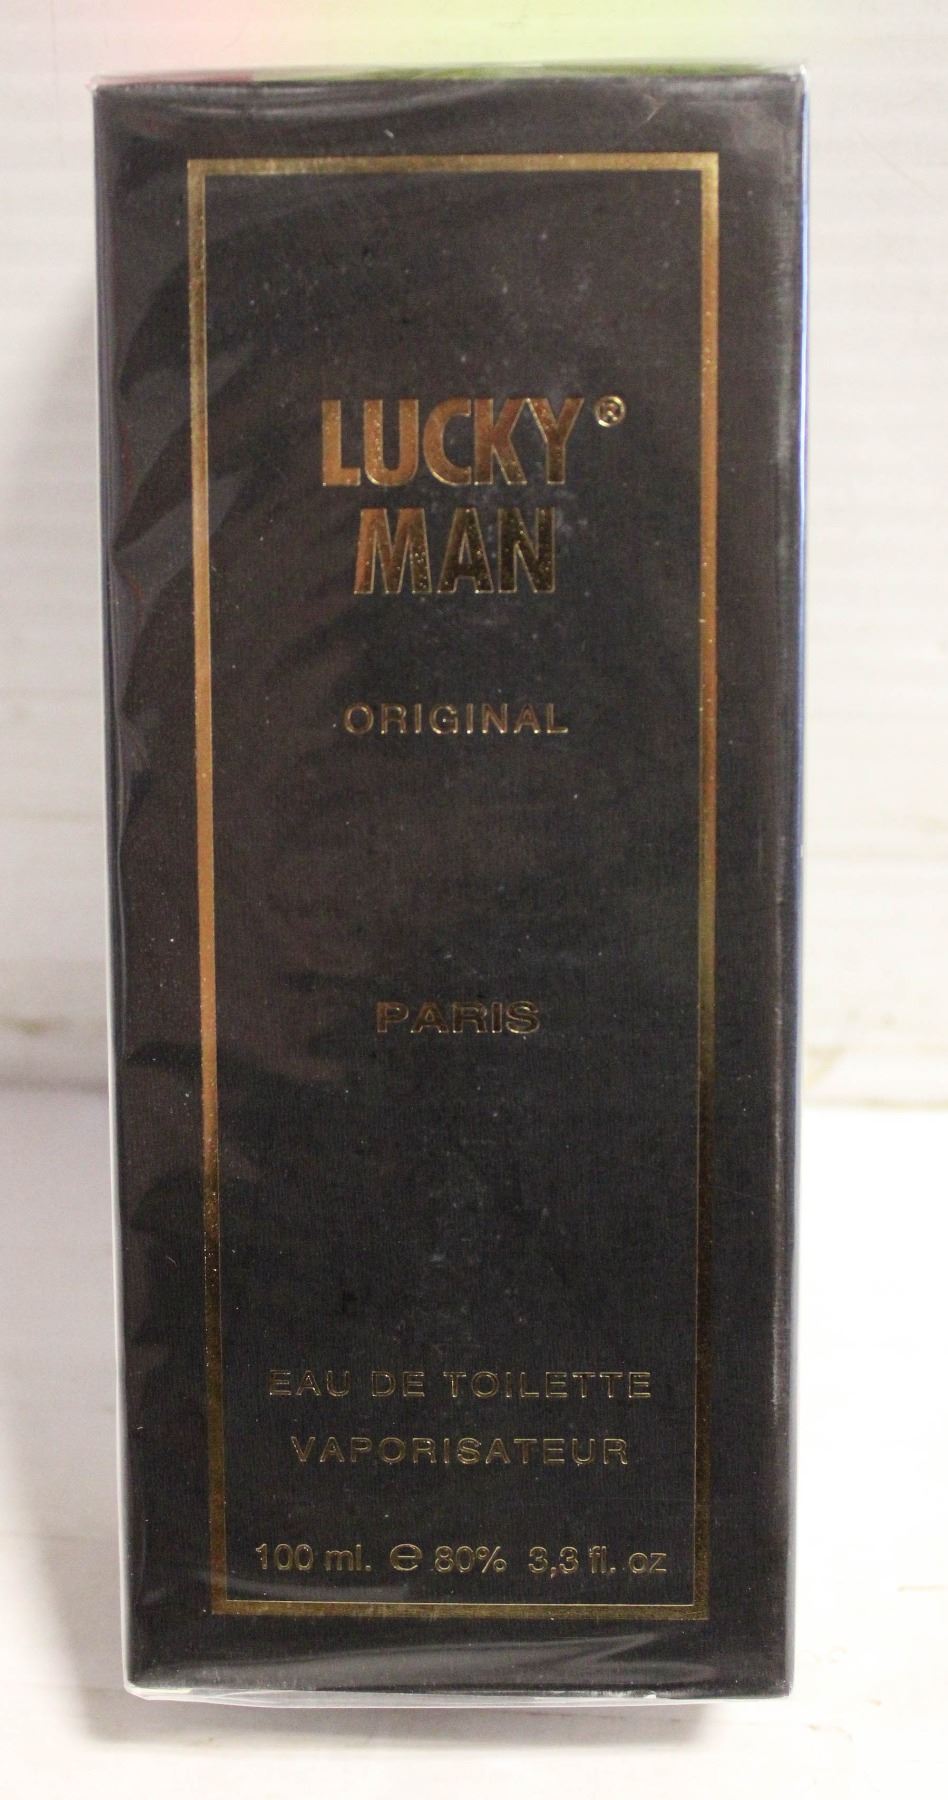 LUCKY®
MAN
ORIGINAL
PARIS
EAU DE TOILETTE
VAPORISATEUR
100 ml. ℮ 80% 3,3 fl. oz